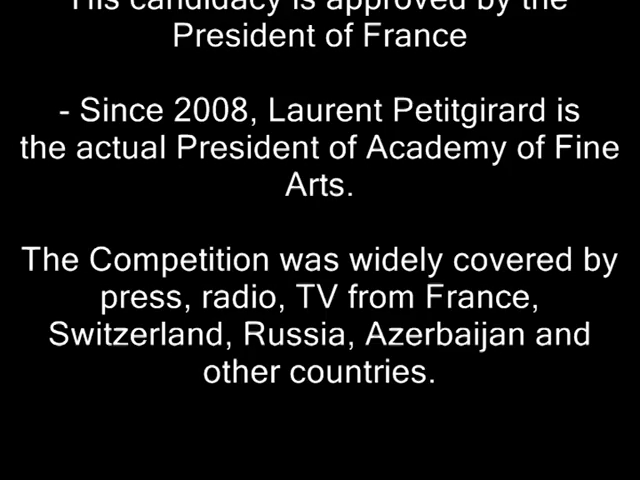 His candidacy is approved by the
President of France
- Since 2008, Laurent Petitgirard is
the actual President of Academy of Fine
Arts.
The Competition was widely covered by
press, radio, TV from France,
Switzerland, Russia, Azerbaijan and
other countries.